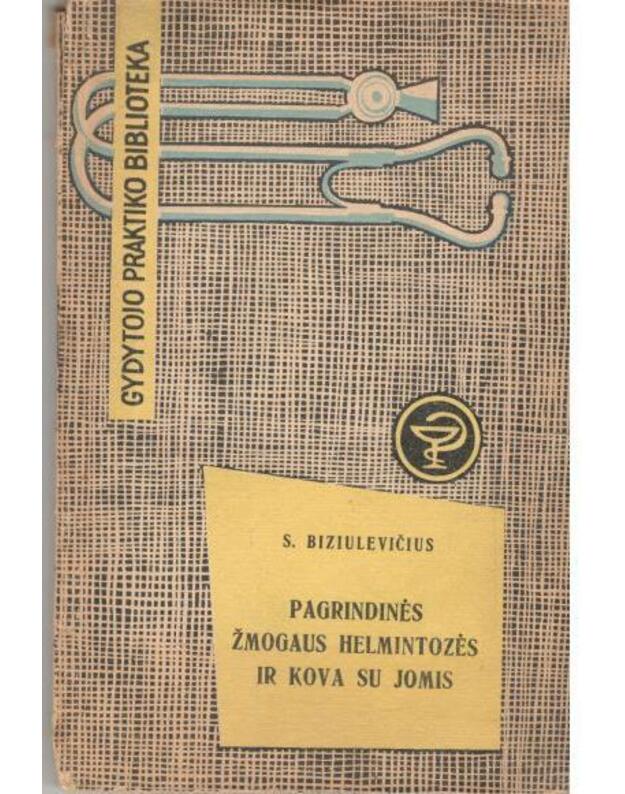 GYDYTOJO PRAKTIKO BIBLIOTEKA
S. BIZIULEVIČIUS
PAGRINDINĖS
ŽMOGAUS HELMINTOZĖS
IR KOVA SU JOMIS